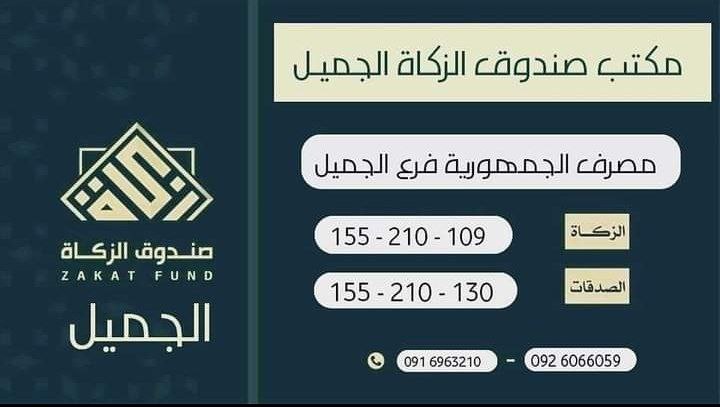 مكتب صندوق الزكاة الجميل
مصرف الجمهورية فرع الجميل
الزكاة
155 - 210 - 109
الصدقات
155 - 210 - 130
091 6963210 - 092 6066059
زكاة
صندوق الزكاة
ZAKAT FUND
الجميل